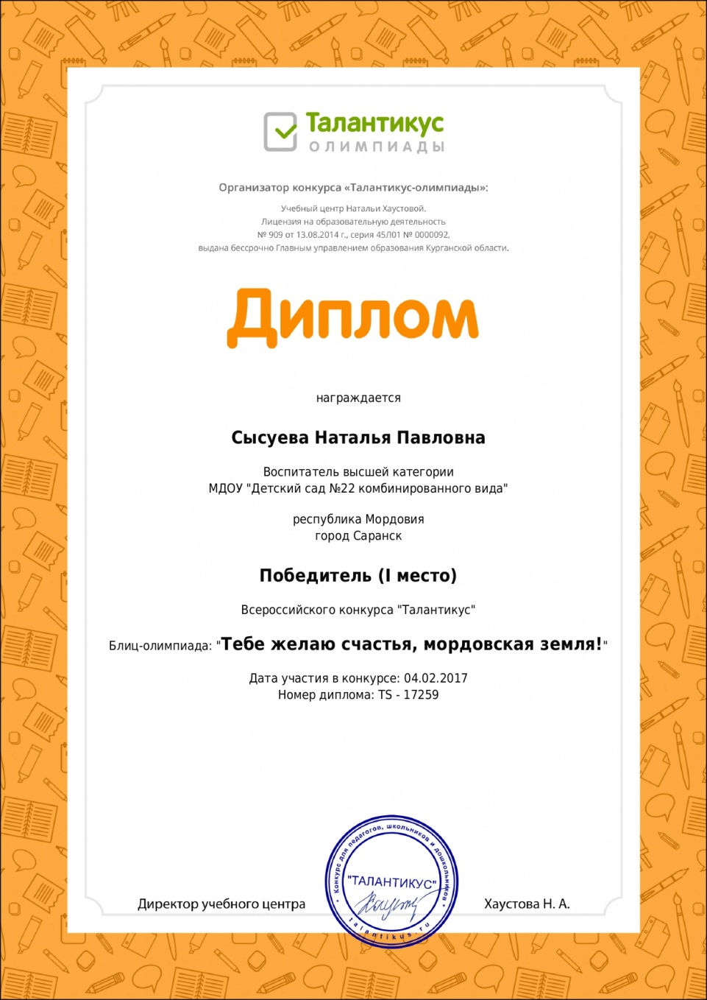 Талантикус
ОЛИМПИАДЫ
Организатор конкурса «Талантикус-олимпиады»:
Учебный центр Натальи Хаустовой.
Лицензия на образовательную деятельность
№ 909 от 13.08.2014 г., серия 45Л01 № 0000092,
выдана бессрочно Главным управлением образования Курганской области.
Диплом
награждается
Сысуева Наталья Павловна
Воспитатель высшей категории
МДОУ "Детский сад №22 комбинированного вида"
республика Мордовия
город Саранск
Победитель (I место)
Всероссийского конкурса "Талантикус"
Блиц-олимпиада: "Тебе желаю счастья, мордовская земля!"
Дата участия в конкурсе: 04.02.2017
Номер диплома: TS - 17259
Конкурс для педагогов, школьников и дошкольников
"ТАЛАНТИКУС"
talantikus.ru
Директор учебного центра
Хаустова Н. А.